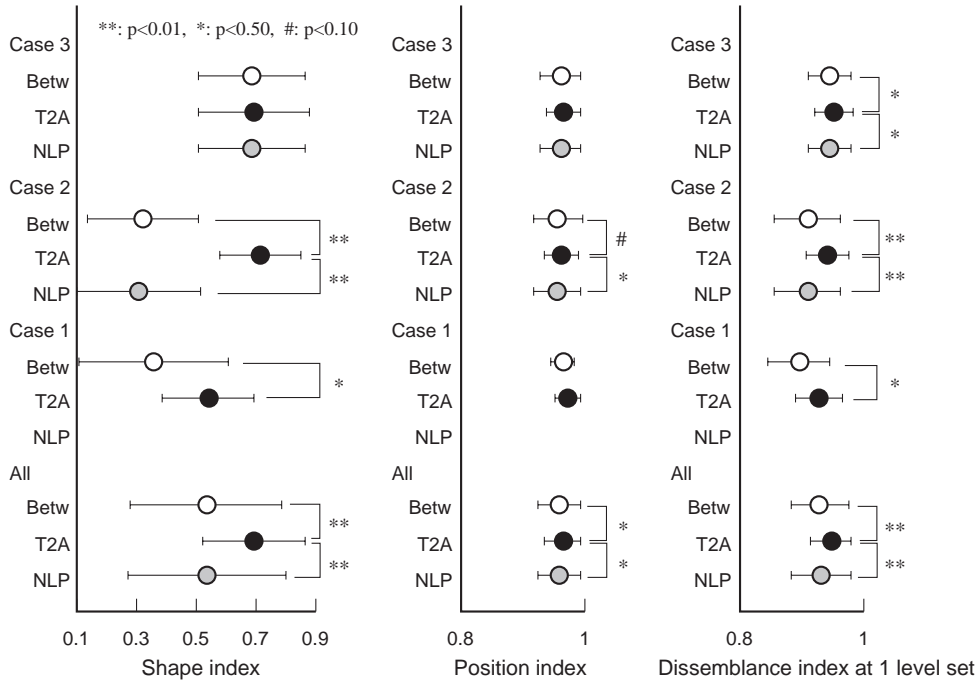 **: p<0.01, *: p<0.50, #: p<0.10
Case 3
Betw
T2A
NLP
Case 2
Betw
**
T2A
**
NLP
Case 1
Betw
*
T2A
NLP
All
Betw
**
T2A
**
NLP
0.1 0.3 0.5 0.7 0.9
Shape index
Case 3
Betw
T2A
NLP
Case 2
Betw
#
T2A
*
NLP
Case 1
Betw
T2A
NLP
All
Betw
*
T2A
*
NLP
0.8 1
Position index
Case 3
Betw
*
T2A
*
NLP
Case 2
Betw
**
T2A
**
NLP
Case 1
Betw
*
T2A
NLP
All
Betw
**
T2A
**
NLP
0.8 1
Dissemblance index at 1 level set